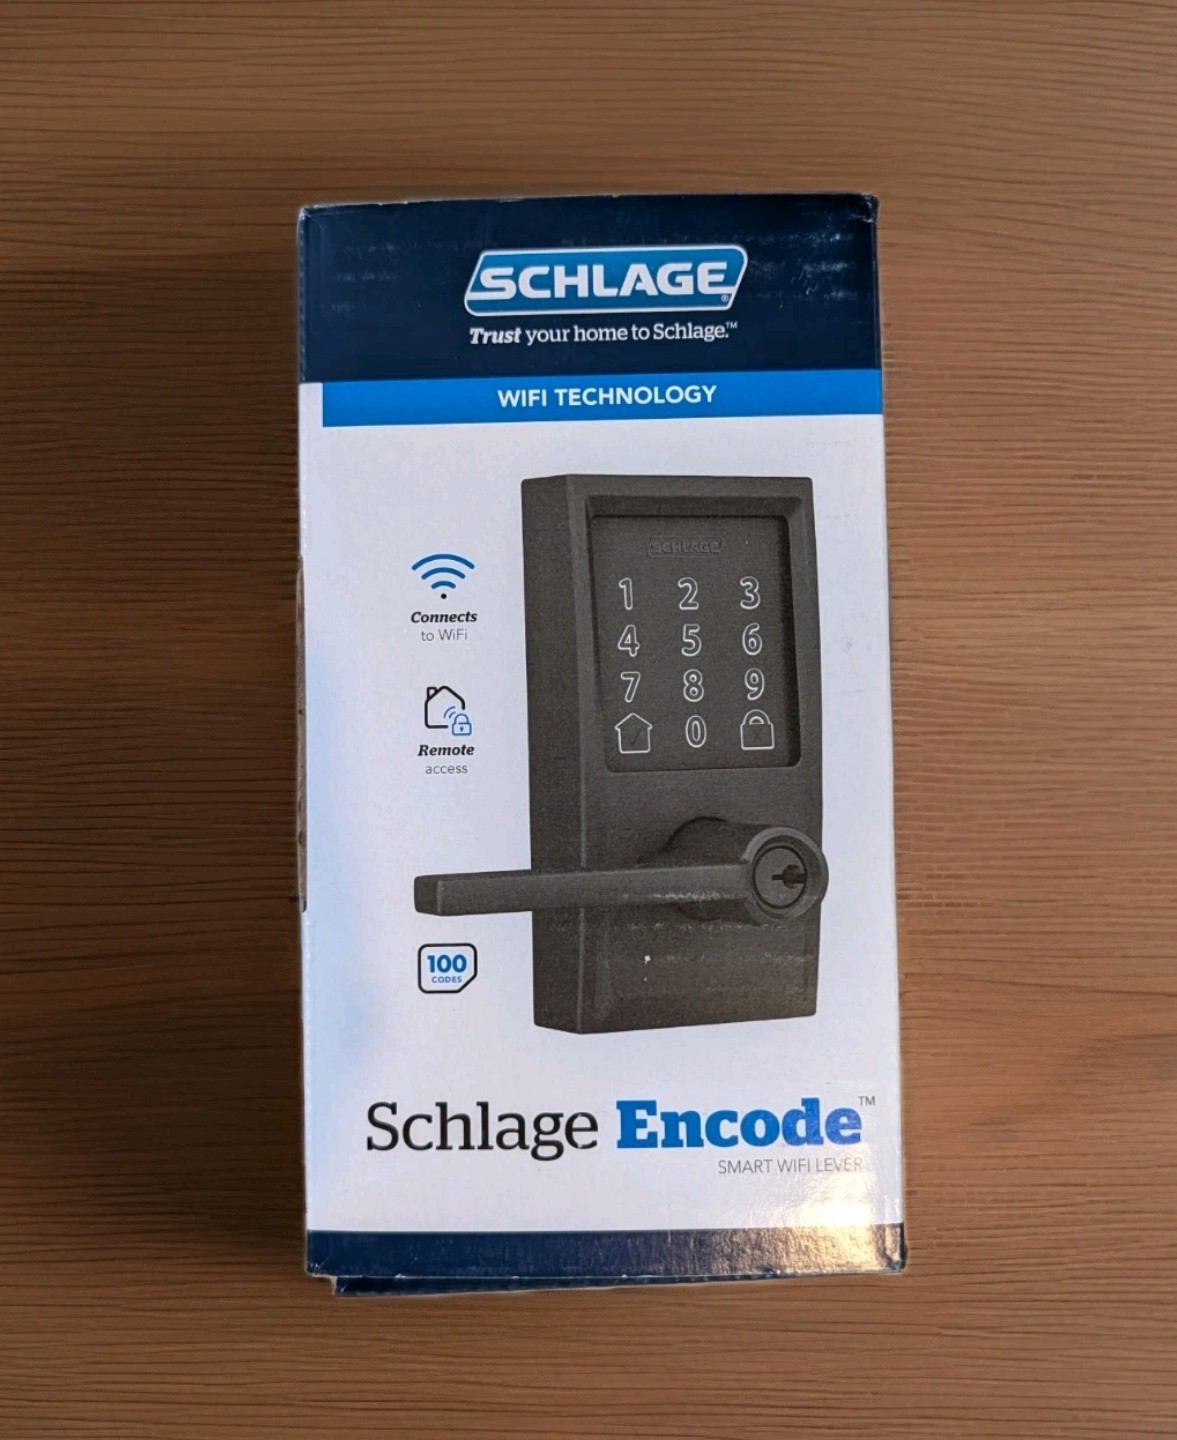 SCHLAGE®
Trust your home to Schlage.™
WIFI TECHNOLOGY
SCHLAGE
1 2 3
4 5 6
7 8 9
0
Connects
to WiFi
Remote
access
100
CODES
Schlage Encode™
SMART WIFI LEVER